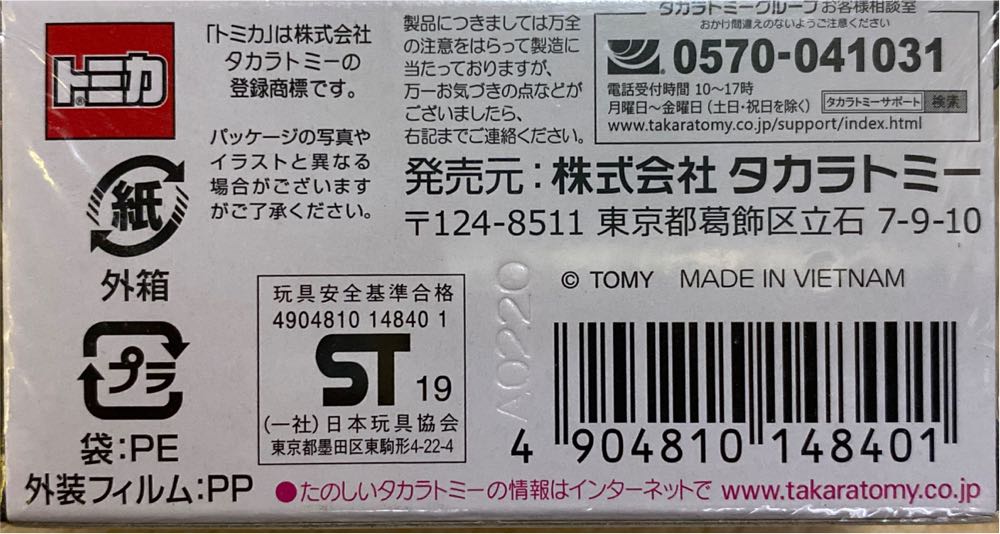 トミカ®
「トミカ」は株式会社
タカラトミーの
登録商標です。
パッケージの写真や
イラストと異なる
場合がございます
がご了承ください。
製品につきましては万全
の注意をはらって製造に
当たっておりますが、
万一お気づきの点などが
ございましたら、
右記までご連絡ください。
タカラトミーグループ お客様相談室
おかけ間違えのないようご注意ください
0570-041031
電話受付時間 10～17時
月曜日～金曜日（土日・祝日を除く） タカラトミーサポート 検索
www.takaratomy.co.jp/support/index.html
発売元：株式会社 タカラトミー
〒124-8511 東京都葛飾区立石 7-9-10
© TOMY MADE IN VIETNAM
紙
外箱
プラ
袋：PE
外装フィルム：PP
玩具安全基準合格
4904810 14840 1
ST 19
（一社）日本玩具協会
東京都墨田区東駒形4-22-4
A0220
4 904810 148401
●たのしいタカラトミーの情報はインターネットで www.takaratomy.co.jp